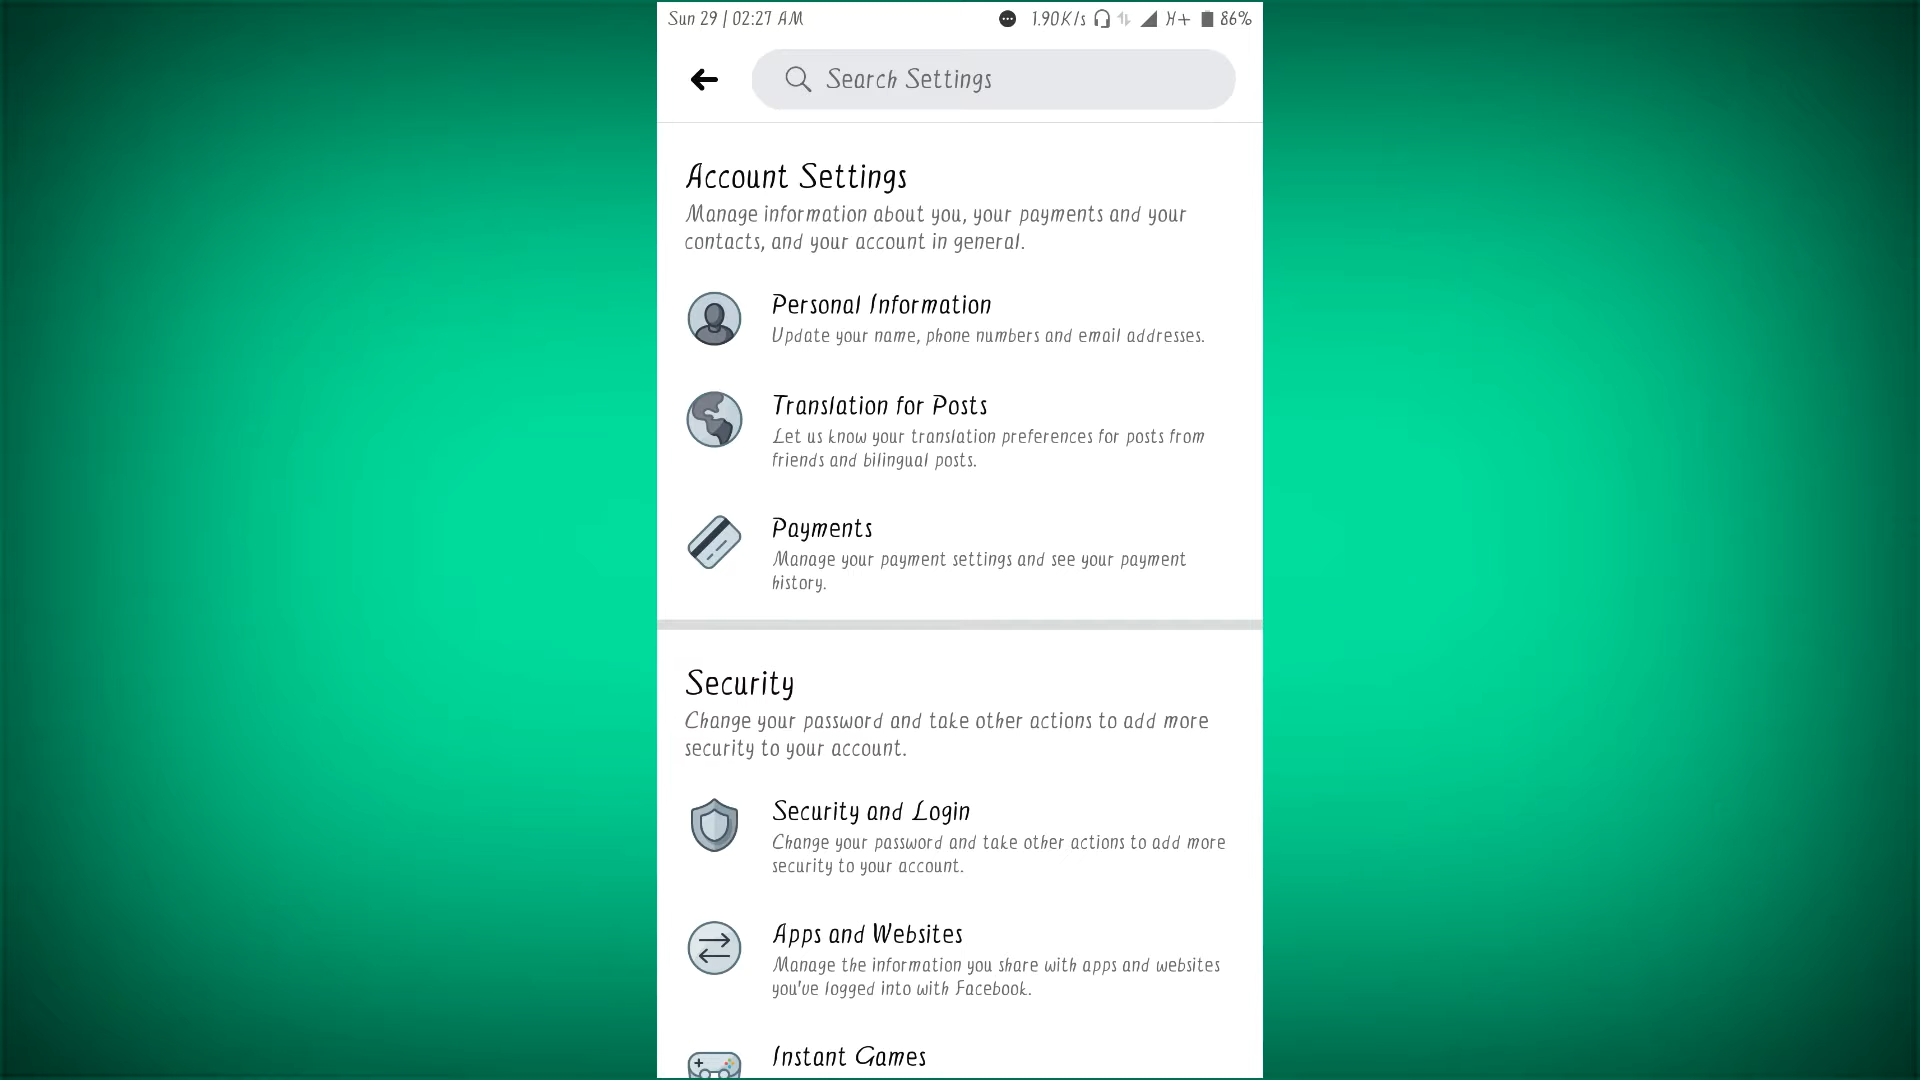 Sun 29 | 02:27 AM 1.90K/s H+ 86%
Search Settings
Account Settings
Manage information about you, your payments and your
contacts, and your account in general.
Personal Information
Update your name, phone numbers and email addresses.
Translation for Posts
Let us know your translation preferences for posts from
friends and bilingual posts.
Payments
Manage your payment settings and see your payment
history.
Security
Change your password and take other actions to add more
security to your account.
Security and Login
Change your password and take other actions to add more
security to your account.
Apps and Websites
Manage the information you share with apps and websites
you've logged into with Facebook.
Instant Games